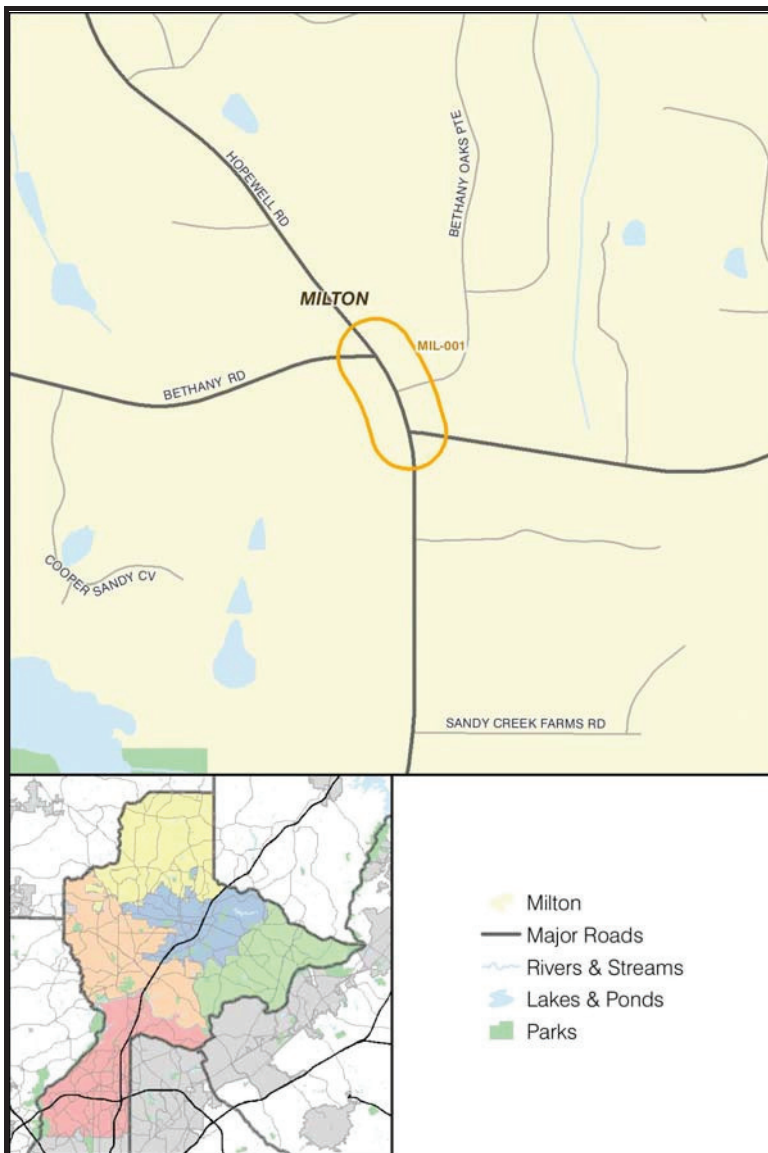 HOPEWELL RD
BETHANY OAKS PTE
MILTON
MIL-001
BETHANY RD
COOPER SANDY CV
SANDY CREEK FARMS RD
Milton
Major Roads
Rivers & Streams
Lakes & Ponds
Parks